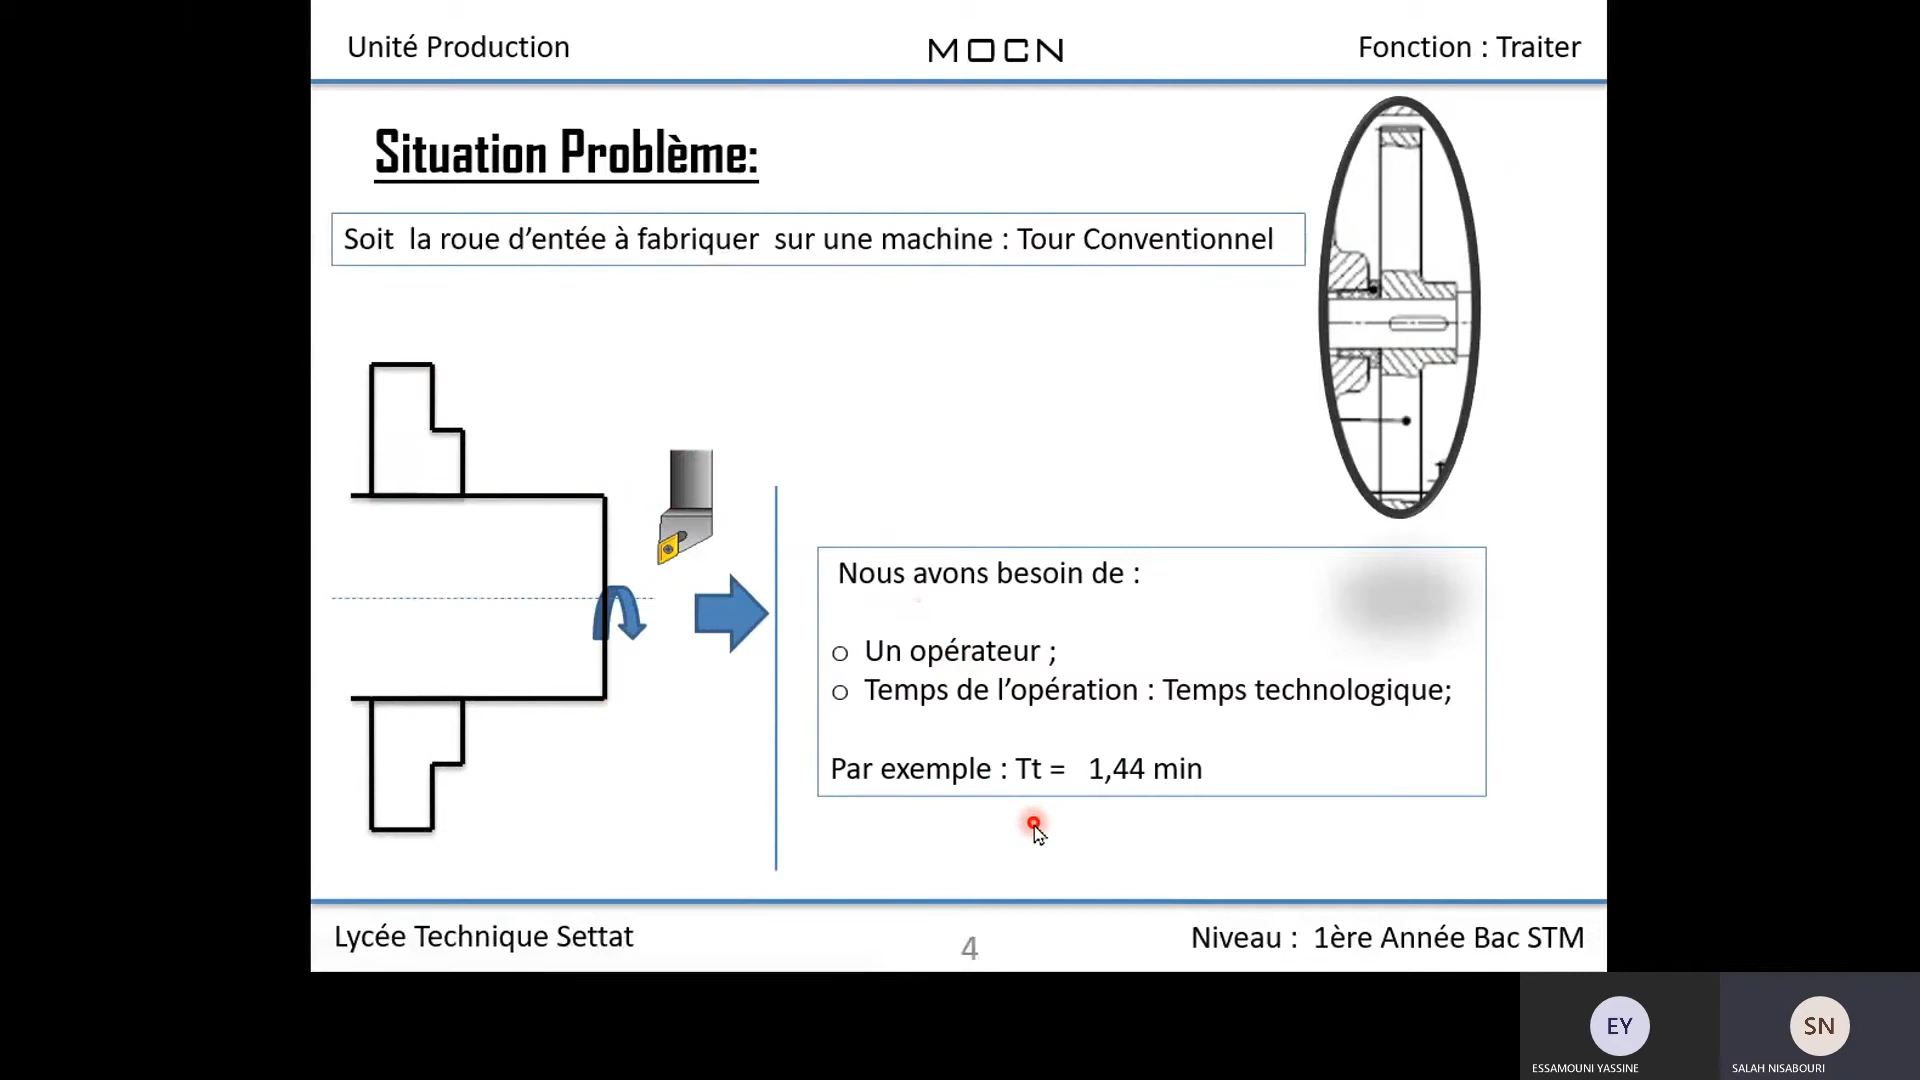 Unité Production
MOCN
Fonction : Traiter
Situation Problème:
Soit la roue d’entée à fabriquer sur une machine : Tour Conventionnel
Nous avons besoin de :
o Un opérateur ;
o Temps de l’opération : Temps technologique;
Par exemple : Tt = 1,44 min
Lycée Technique Settat
4
Niveau : 1ère Année Bac STM
EY
SN
ESSAMOUNI YASSINE
SALAH NISABOURI